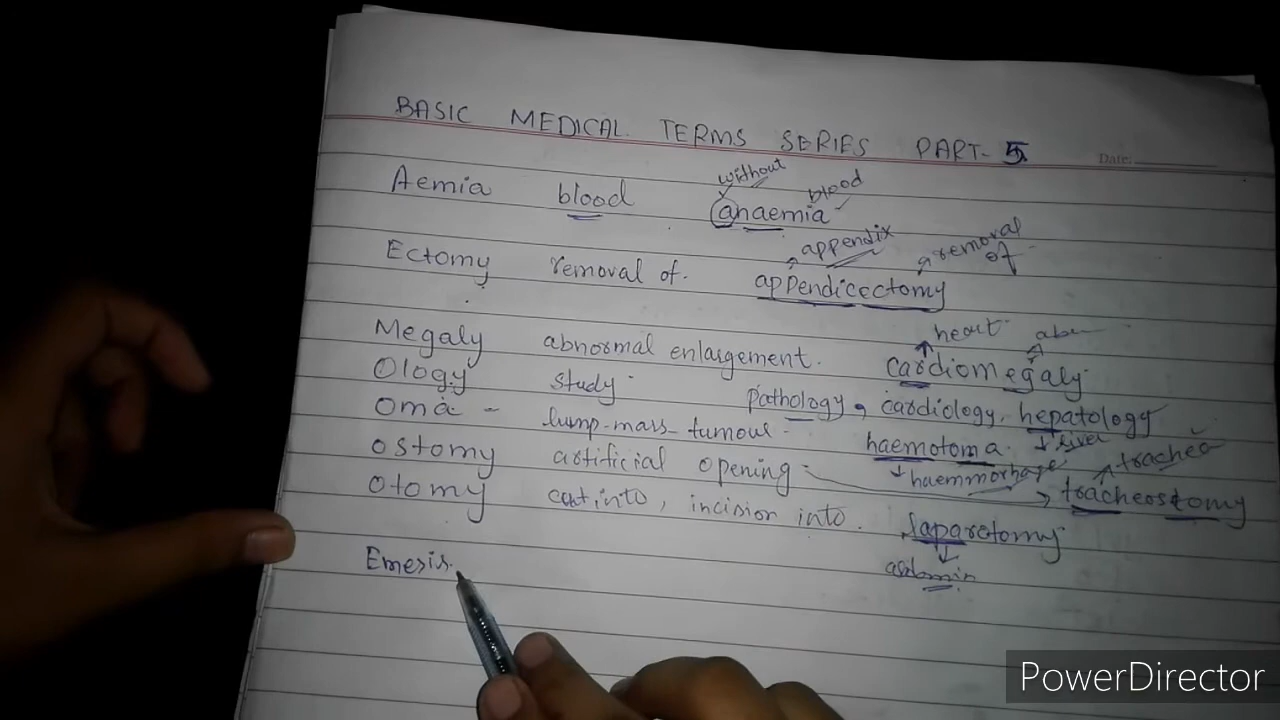 BASIC MEDICAL TERMS SERIES PART-5
Date:
without blood
Aemia blood anaemia
appendix removal of
Ectomy removal of. appendicectomy
heart abn
Megaly abnormal enlargement. cardiomegaly
Ology study pathology, cardiology, hepatology
liver
Oma - lump-mass-tumour haemotoma.
trachea
haemmorhage
ostomy artificial opening tracheostomy
Otomy cut into, incision into. laparotomy
Emesis.
PowerDirector